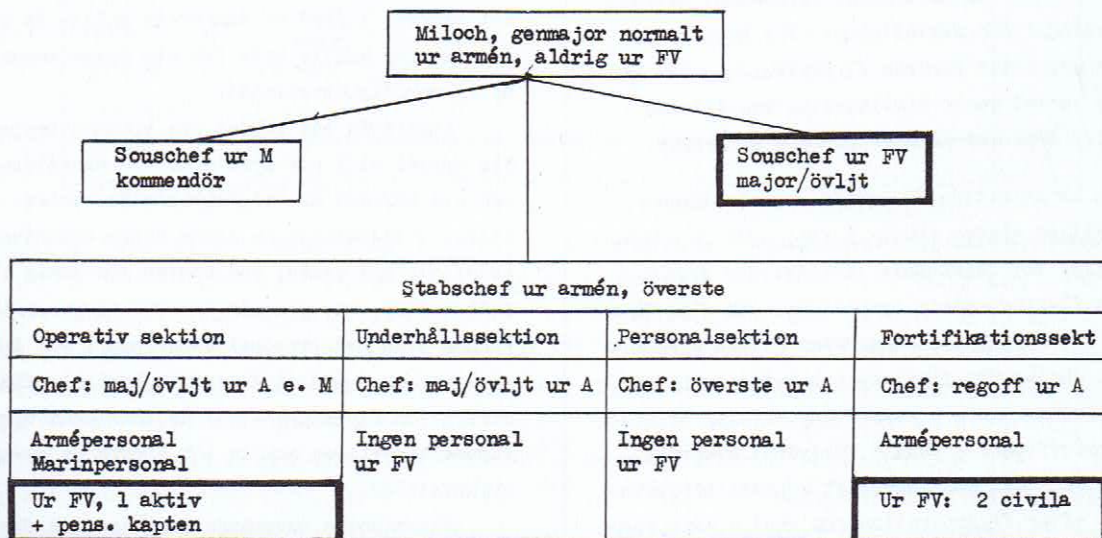 Miloch, genmajor normalt
ur armén, aldrig ur FV
Souschef ur M
kommendör
Souschef ur FV
major/övljt
Stabschef ur armén, överste
Operativ sektion
Underhållssektion
Personalsektion
Fortifikationssekt
Chef: maj/övljt ur A e. M
Chef: maj/övljt ur A
Chef: överste ur A
Chef: regoff ur A
Armépersonal
Marinpersonal
Ingen personal
ur FV
Ingen personal
ur FV
Armépersonal
Ur FV, 1 aktiv
+ pens. kapten
Ur FV: 2 civila